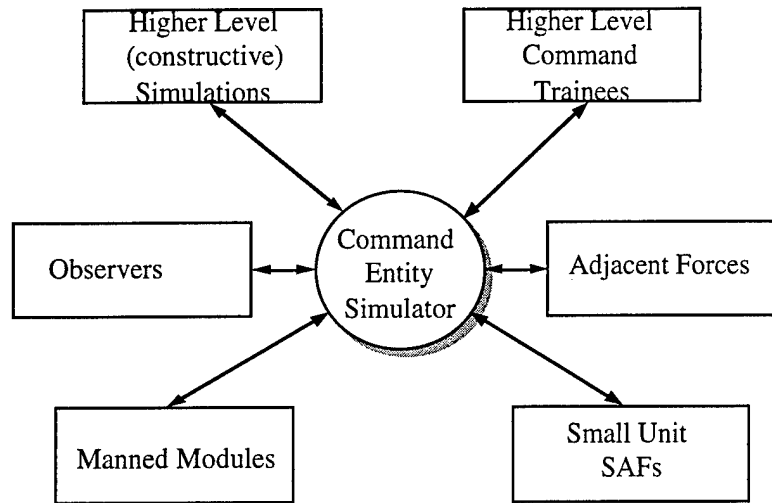 Higher Level
(constructive)
Simulations
Higher Level
Command
Trainees
Observers
Command
Entity
Simulator
Adjacent Forces
Manned Modules
Small Unit
SAFs